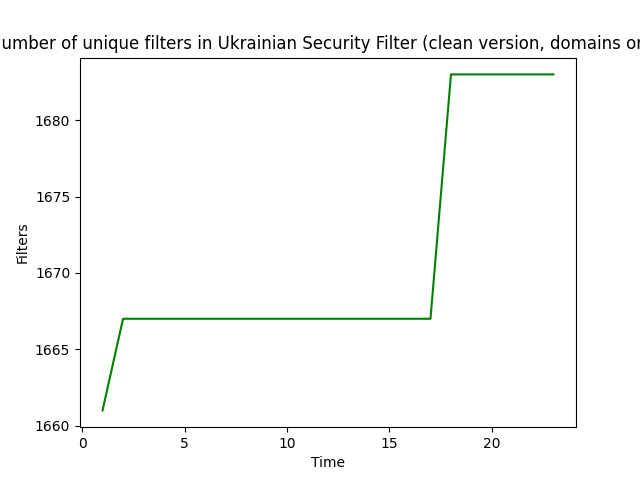 umber of unique filters in Ukrainian Security Filter (clean version, domains or
1680
1675
1670
1665
1660
Filters
0 5 10 15 20
Time